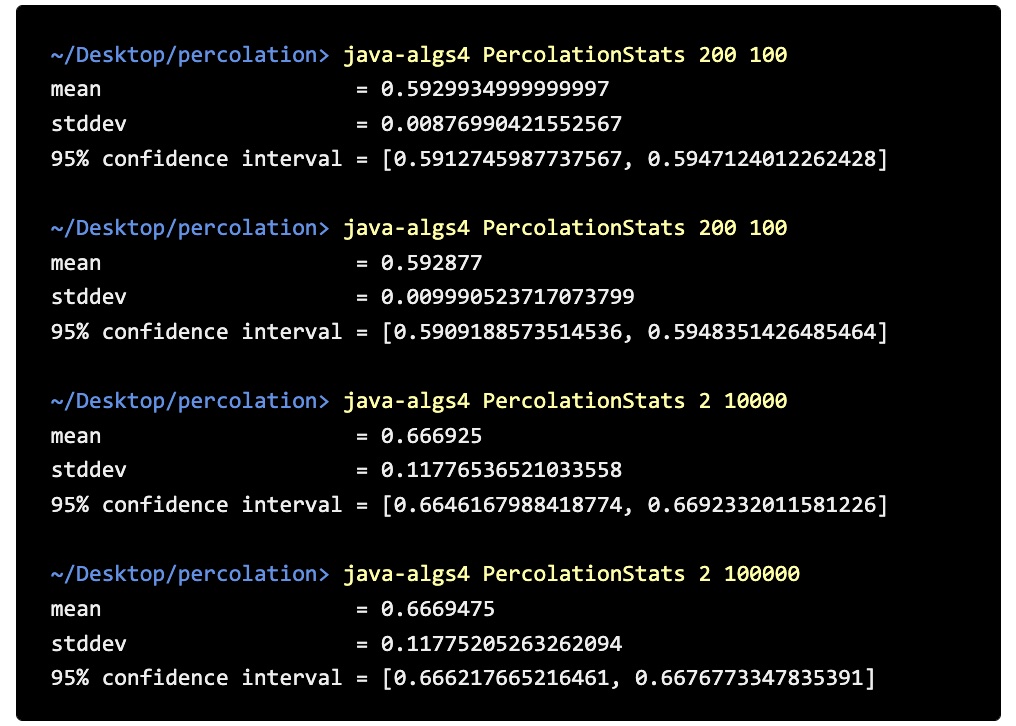 ~/Desktop/percolation> java-algs4 PercolationStats 200 100
mean                    = 0.5929934999999997
stddev                  = 0.00876990421552567
95% confidence interval = [0.5912745987737567, 0.5947124012262428]

~/Desktop/percolation> java-algs4 PercolationStats 200 100
mean                    = 0.592877
stddev                  = 0.009990523717073799
95% confidence interval = [0.5909188573514536, 0.5948351426485464]

~/Desktop/percolation> java-algs4 PercolationStats 2 10000
mean                    = 0.666925
stddev                  = 0.11776536521033558
95% confidence interval = [0.6646167988418774, 0.6692332011581226]

~/Desktop/percolation> java-algs4 PercolationStats 2 100000
mean                    = 0.6669475
stddev                  = 0.11775205263262094
95% confidence interval = [0.666217665216461, 0.6676773347835391]